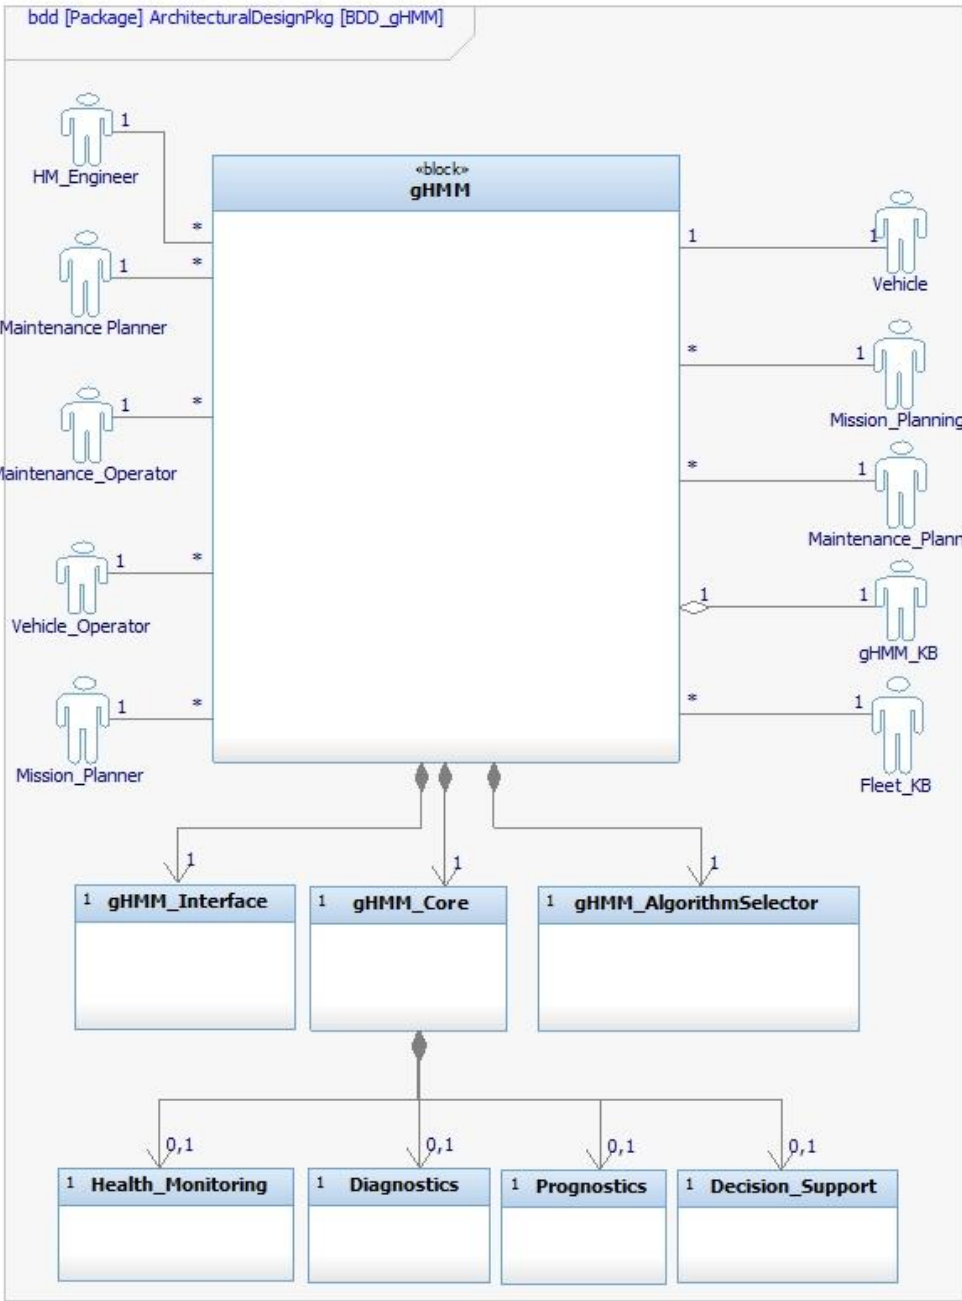 bdd [Package] ArchitecturalDesignPkg [BDD_gHMM]
1
HM_Engineer
*
«block»
gHMM
1
1
Vehicle
1
*
Maintenance Planner
*
1
Mission_Planning
1
*
Maintenance_Operator
*
1
Maintenance_Plann
1
*
Vehicle_Operator
1
1
gHMM_KB
1
*
Mission_Planner
*
1
Fleet_KB
1
1
1
1 gHMM_Interface
1 gHMM_Core
1 gHMM_AlgorithmSelector
0,1
0,1
0,1
0,1
1 Health_Monitoring
1 Diagnostics
1 Prognostics
1 Decision_Support